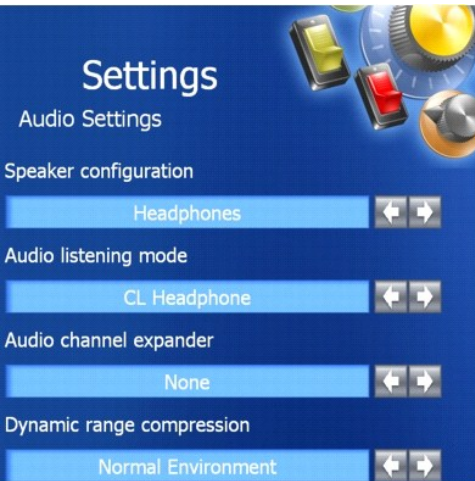 Settings
Audio Settings
Speaker configuration
Headphones
Audio listening mode
CL Headphone
Audio channel expander
None
Dynamic range compression
Normal Environment